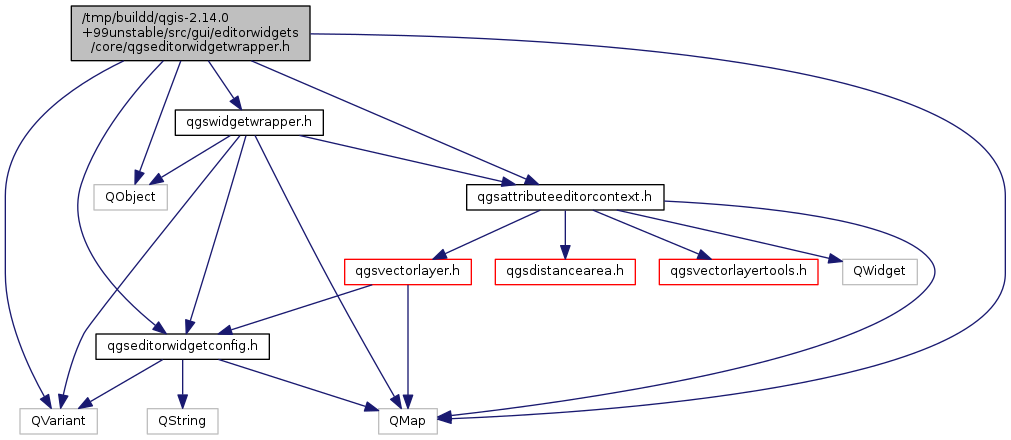 /tmp/buildd/qgis-2.14.0
+99unstable/src/gui/editorwidgets
/core/qgseditorwidgetwrapper.h
qgswidgetwrapper.h
QObject
qgsattributeeditorcontext.h
qgsvectorlayer.h
qgsdistancearea.h
qgsvectorlayertools.h
QWidget
qgseditorwidgetconfig.h
QVariant
QString
QMap